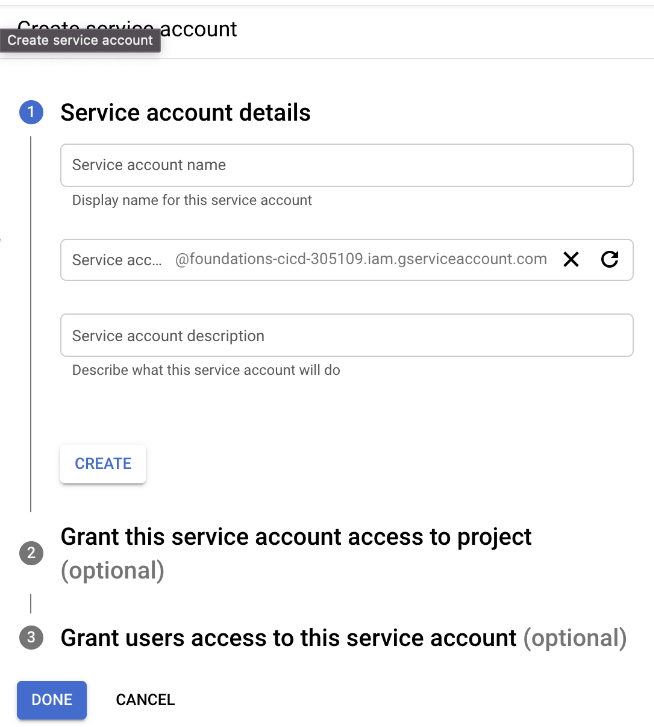 Create service account
Create service account
1 Service account details
Service account name
Display name for this service account
Service acc... @foundations-cicd-305109.iam.gserviceaccount.com
Service account description
Describe what this service account will do
CREATE
2 Grant this service account access to project
(optional)
3 Grant users access to this service account (optional)
DONE CANCEL